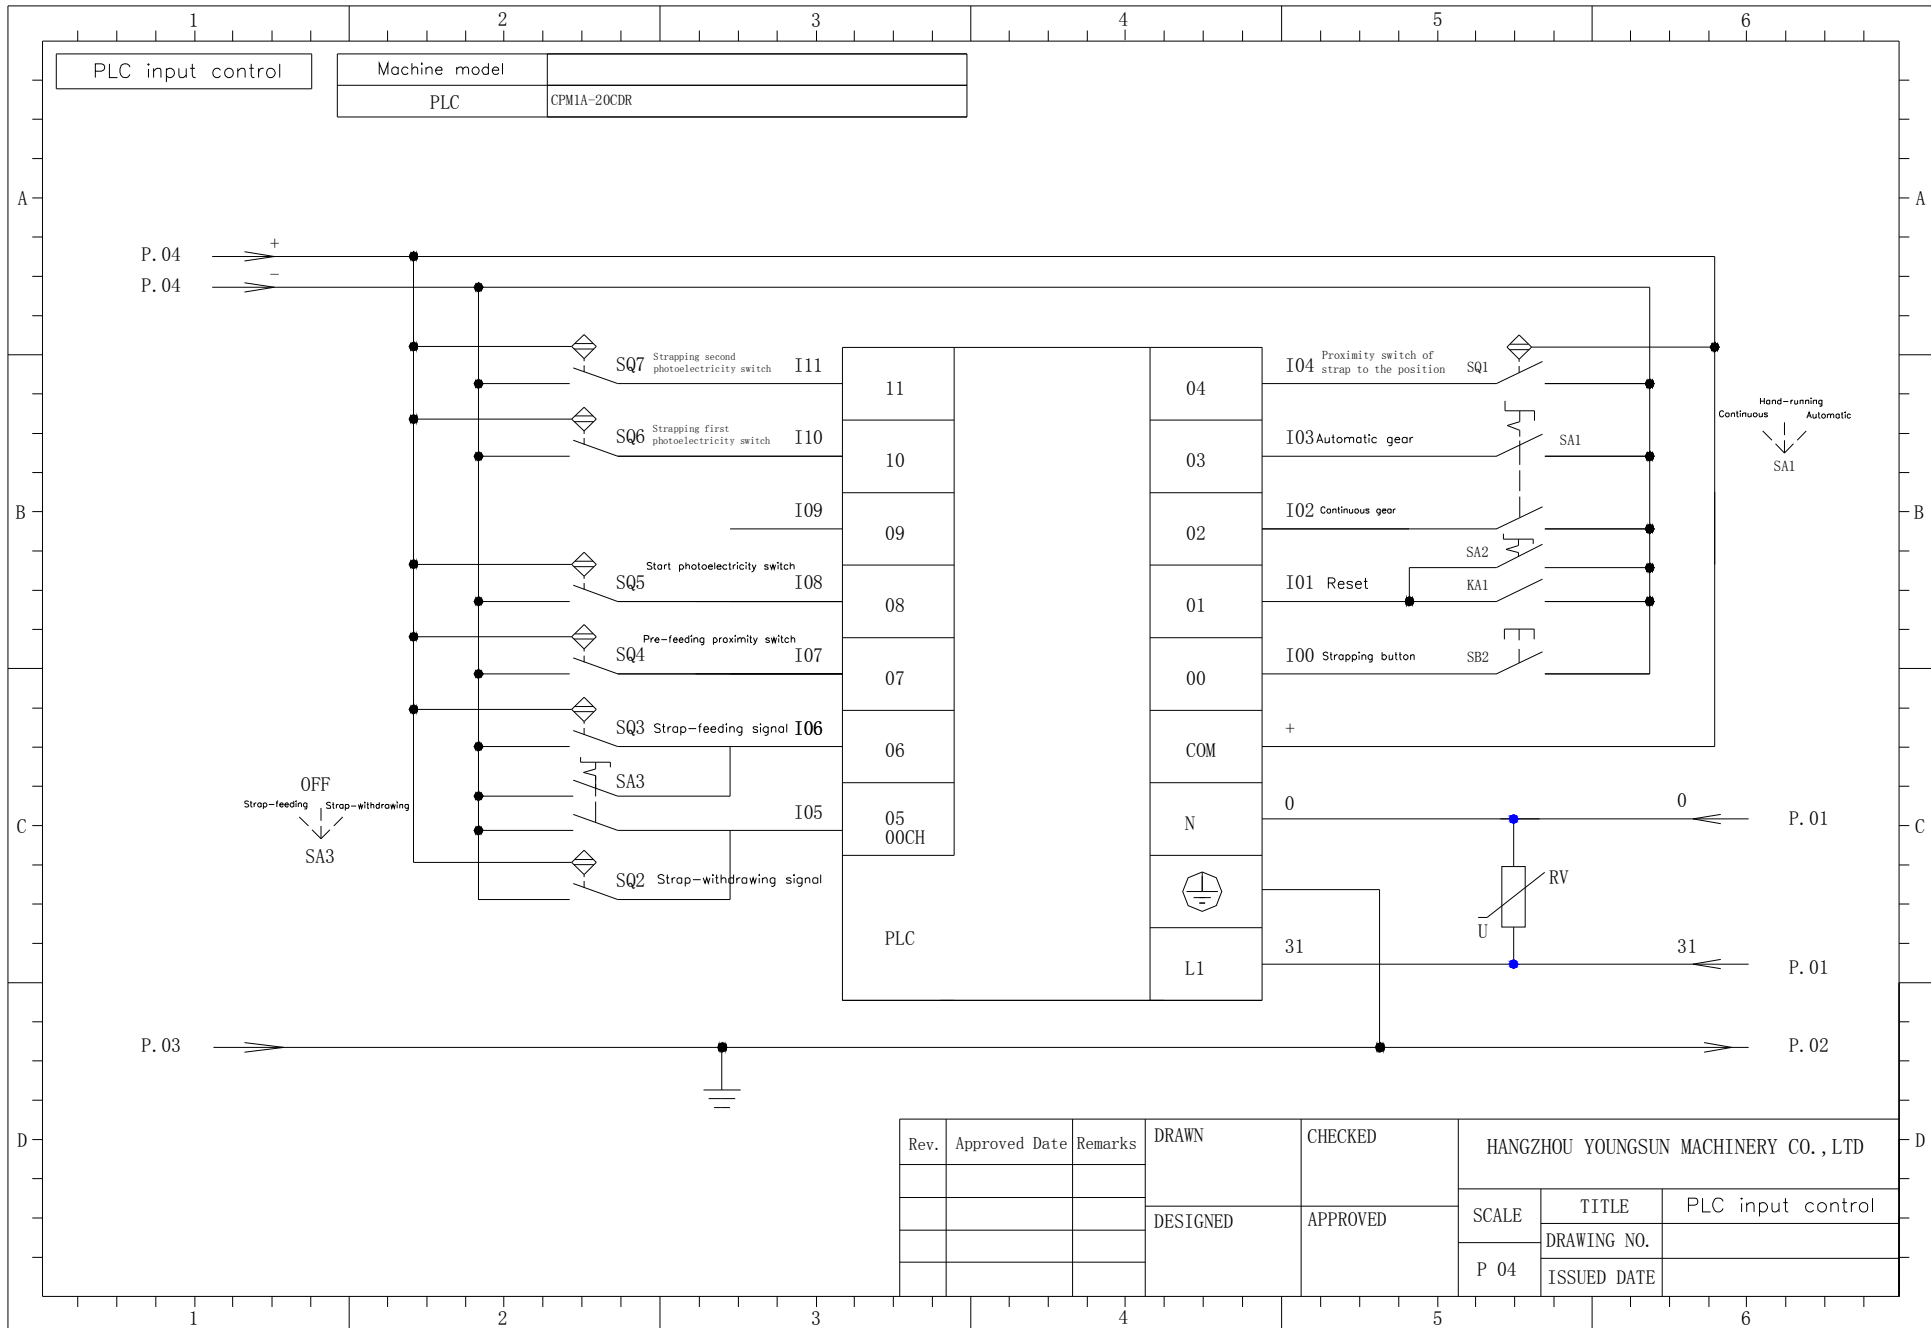 1 2 3 4 5 6
PLC input control
Machine model
PLC CPM1A-20CDR
A A
P.04 +
P.04 -
SQ7 Strapping second
photoelectricity switch
I11
11
04
I04 Proximity switch of
strap to the position
SQ1
SQ6 Strapping first
photoelectricity switch
I10
10
03
I03 Automatic gear
SA1
Hand-running
Continuous Automatic
SA1
B B
I09
09
02
I02 Continuous gear
SA2
Start photoelectricity switch
SQ5 I08
08
01
I01 Reset
KA1
Pre-feeding proximity switch
SQ4 I07
07
00
I00 Strapping button
SB2
SQ3 Strap-feeding signal I06
06
COM
+
SA3
OFF
Strap-feeding Strap-withdrawing
SA3
C C
I05
05
00CH
N
0 0 P.01
SQ2 Strap-withdrawing signal
RV
U
PLC
L1
31 31 P.01
P.03 P.02
D D
Rev. Approved Date Remarks
DRAWN
CHECKED
HANGZHOU YOUNGSUN MACHINERY CO.,LTD
DESIGNED
APPROVED
SCALE
P 04
TITLE PLC input control
DRAWING NO.
ISSUED DATE
1 2 3 4 5 6